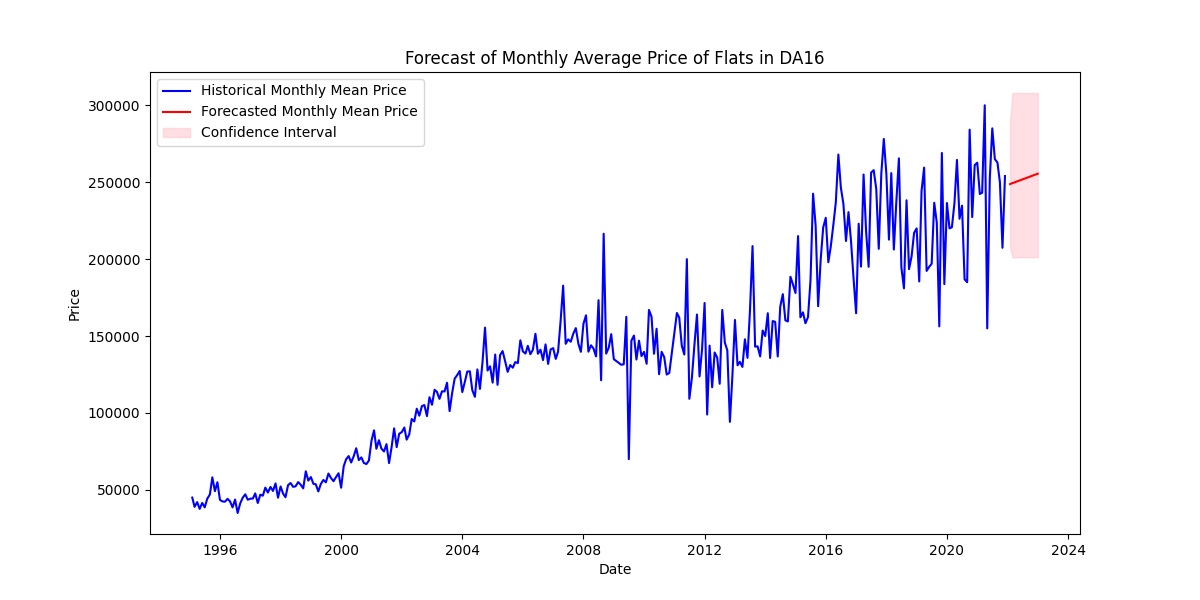 Forecast of Monthly Average Price of Flats in DA16
Historical Monthly Mean Price
Forecasted Monthly Mean Price
Confidence Interval
Price
300000
250000
200000
150000
100000
50000
1996 2000 2004 2008 2012 2016 2020 2024
Date